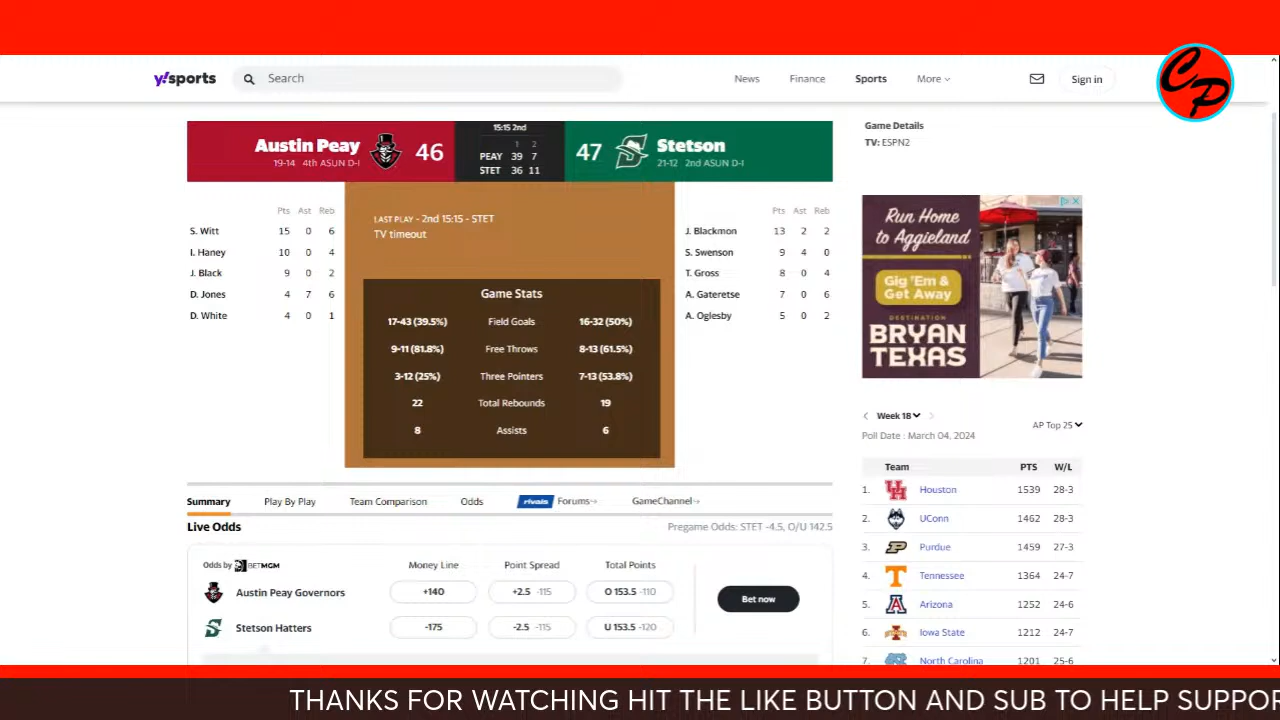 y!sports
Search
News Finance Sports More
Sign in
CP
Austin Peay
19-14 4th ASUN D-I
46
15:15 2nd
1 2
PEAY 39 7
STET 36 11
47
Stetson
21-12 2nd ASUN D-I
Game Details
TV: ESPN2
Pts Ast Reb
S. Witt 15 0 6
I. Haney 10 0 4
J. Black 9 0 2
D. Jones 4 7 6
D. White 4 0 1
LAST PLAY - 2nd 15:15 - STET
TV timeout
Game Stats
17-43 (39.5%) Field Goals 16-32 (50%)
9-11 (81.8%) Free Throws 8-13 (61.5%)
3-12 (25%) Three Pointers 7-13 (53.8%)
22 Total Rebounds 19
8 Assists 6
Pts Ast Reb
J. Blackmon 13 2 2
S. Swenson 9 4 0
T. Gross 8 0 4
A. Gateretse 7 0 6
A. Oglesby 5 0 2
Run Home
to Aggieland
Gig 'Em &
Get Away
DESTINATION
BRYAN
TEXAS
Summary Play By Play Team Comparison Odds rivals Forums GameChannel
Live Odds
Pregame Odds: STET -4.5, O/U 142.5
Odds by BETMGM Money Line Point Spread Total Points
Austin Peay Governors +140 +2.5 -115 O 153.5 -110
Bet now
Stetson Hatters -175 -2.5 -115 U 153.5 -120
Week 18
AP Top 25
Poll Date : March 04, 2024
Team PTS W/L
1. Houston 1539 28-3
2. UConn 1462 28-3
3. Purdue 1459 27-3
4. Tennessee 1364 24-7
5. Arizona 1252 24-6
6. Iowa State 1212 24-7
7. North Carolina 1201 25-6
THANKS FOR WATCHING HIT THE LIKE BUTTON AND SUB TO HELP SUPPOR